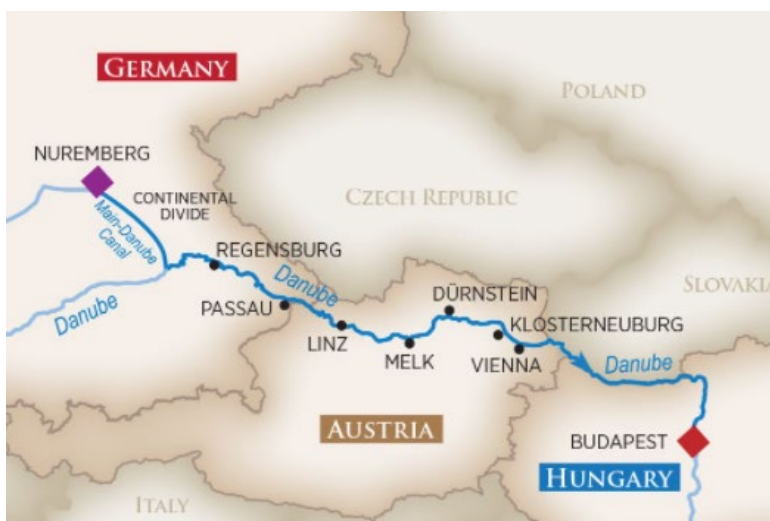 GERMANY
POLAND
NUREMBERG
CONTINENTAL
DIVIDE
CZECH REPUBLIC
Main-Danube
Canal
REGENSBURG
SLOVAKIA
Danube
Danube
PASSAU
DÜRNSTEIN
LINZ
KLOSTERNEUBURG
MELK
VIENNA
Danube
AUSTRIA
BUDAPEST
HUNGARY
ITALY